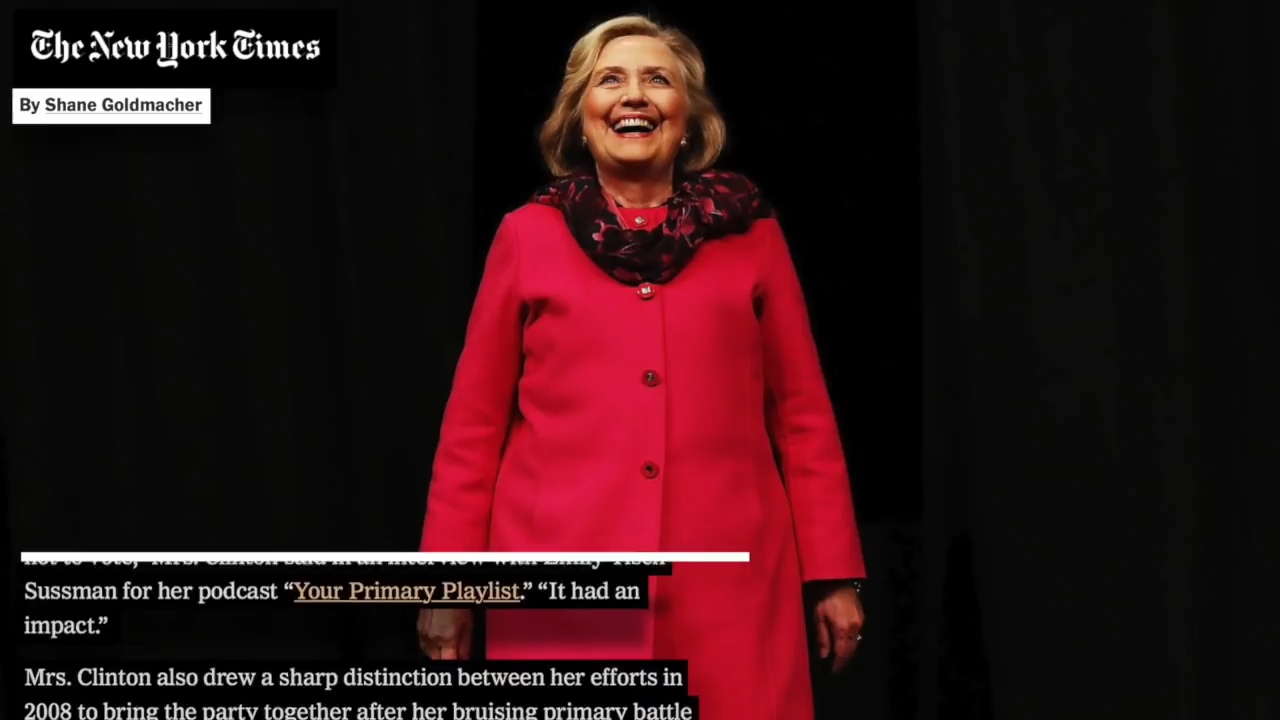 The New York Times
By Shane Goldmacher
Sussman for her podcast “Your Primary Playlist.” “It had an
impact.”
Mrs. Clinton also drew a sharp distinction between her efforts in
2008 to bring the party together after her bruising primary battle